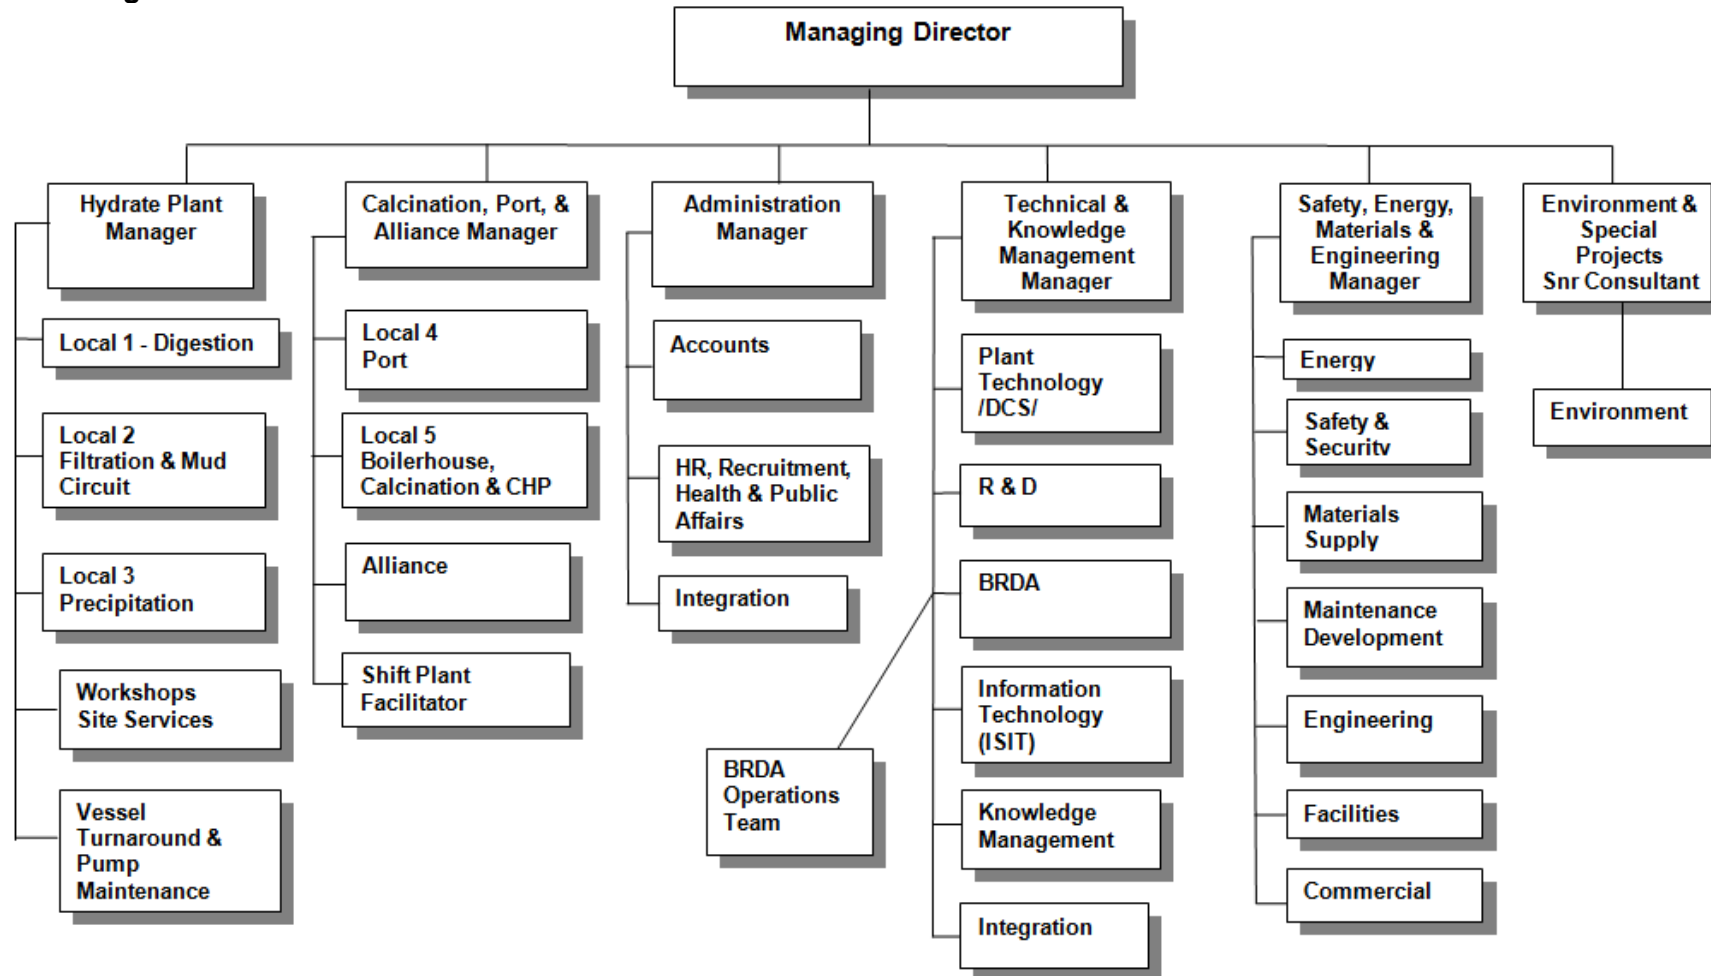 Managing Director
Hydrate Plant
Manager
Local 1 - Digestion
Local 2
Filtration & Mud
Circuit
Local 3
Precipitation
Workshops
Site Services
Vessel
Turnaround &
Pump
Maintenance
Calcination, Port, &
Alliance Manager
Local 4
Port
Local 5
Boilerhouse,
Calcination & CHP
Alliance
Shift Plant
Facilitator
Administration
Manager
Accounts
HR, Recruitment,
Health & Public
Affairs
Integration
Technical &
Knowledge
Management
Manager
Plant
Technology
/DCS/
R & D
BRDA
BRDA
Operations
Team
Information
Technology
(ISIT)
Knowledge
Management
Integration
Safety, Energy,
Materials &
Engineering
Manager
Energy
Safety &
Security
Materials
Supply
Maintenance
Development
Engineering
Facilities
Commercial
Environment &
Special
Projects
Snr Consultant
Environment